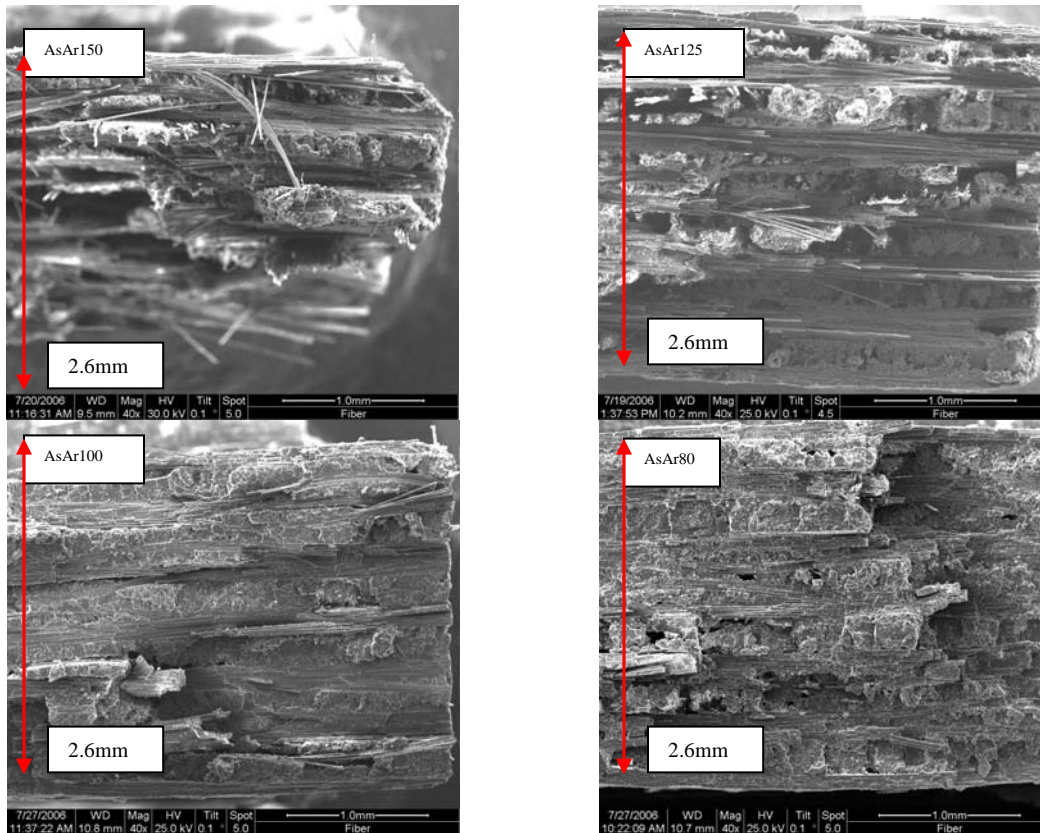 AsAr150
2.6mm
7/20/2006 WD Mag HV Tilt Spot
11:16:31 AM 9.5 mm 40x 30.0 kV 0.1 ° 5.0
1.0mm
Fiber
AsAr125
2.6mm
7/19/2006 WD Mag HV Tilt Spot
1:37:53 PM 10.2 mm 40x 25.0 kV 0.1 ° 4.5
1.0mm
Fiber
AsAr100
2.6mm
7/27/2006 WD Mag HV Tilt Spot
11:37:22 AM 10.8 mm 40x 25.0 kV 0.1 ° 5.0
1.0mm
Fiber
AsAr80
2.6mm
7/27/2006 WD Mag HV Tilt Spot
10:22:09 AM 10.7 mm 40x 25.0 kV 0.1 ° 5.0
1.0mm
Fiber